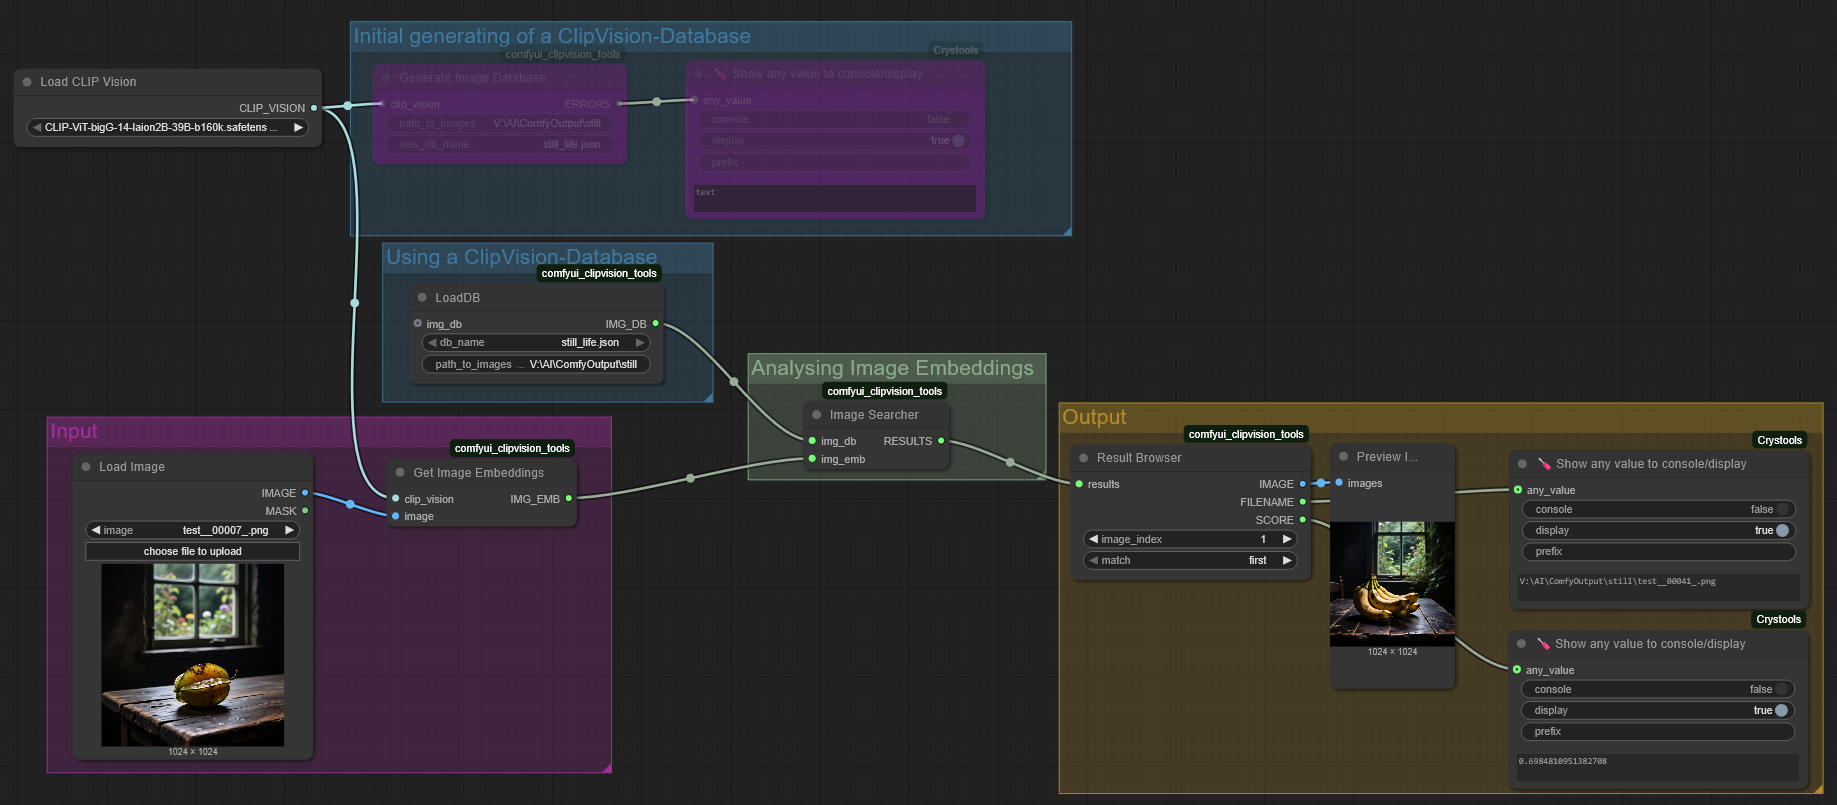 Initial generating of a ClipVision-Database
comfyui_clipvision_tools
Crystools
Load CLIP Vision
CLIP_VISION
CLIP-ViT-bigG-14-laion2B-39B-b160k.safetens ...
Generate Image Database
clip_vision
ERRORS
path_to_images ... V:\AI\ComfyOutput\still
new_db_name still_life.json
Show any value to console/display
any_value
console false
display true
prefix
text
Using a ClipVision-Database
comfyui_clipvision_tools
LoadDB
img_db IMG_DB
db_name still_life.json
path_to_images ... V:\AI\ComfyOutput\still
Analysing Image Embeddings
comfyui_clipvision_tools
Image Searcher
img_db RESULTS
img_emb
Input
Load Image
IMAGE
MASK
image test__00007_.png
choose file to upload
1024 × 1024
comfyui_clipvision_tools
Get Image Embeddings
clip_vision IMG_EMB
image
Output
comfyui_clipvision_tools
Result Browser
results IMAGE
FILENAME
SCORE
image_index 1
match first
Preview I...
images
1024 × 1024
Crystools
Show any value to console/display
any_value
console false
display true
prefix
V:\AI\ComfyOutput\still\test__00041_.png
Crystools
Show any value to console/display
any_value
console false
display true
prefix
0.6984810951382708